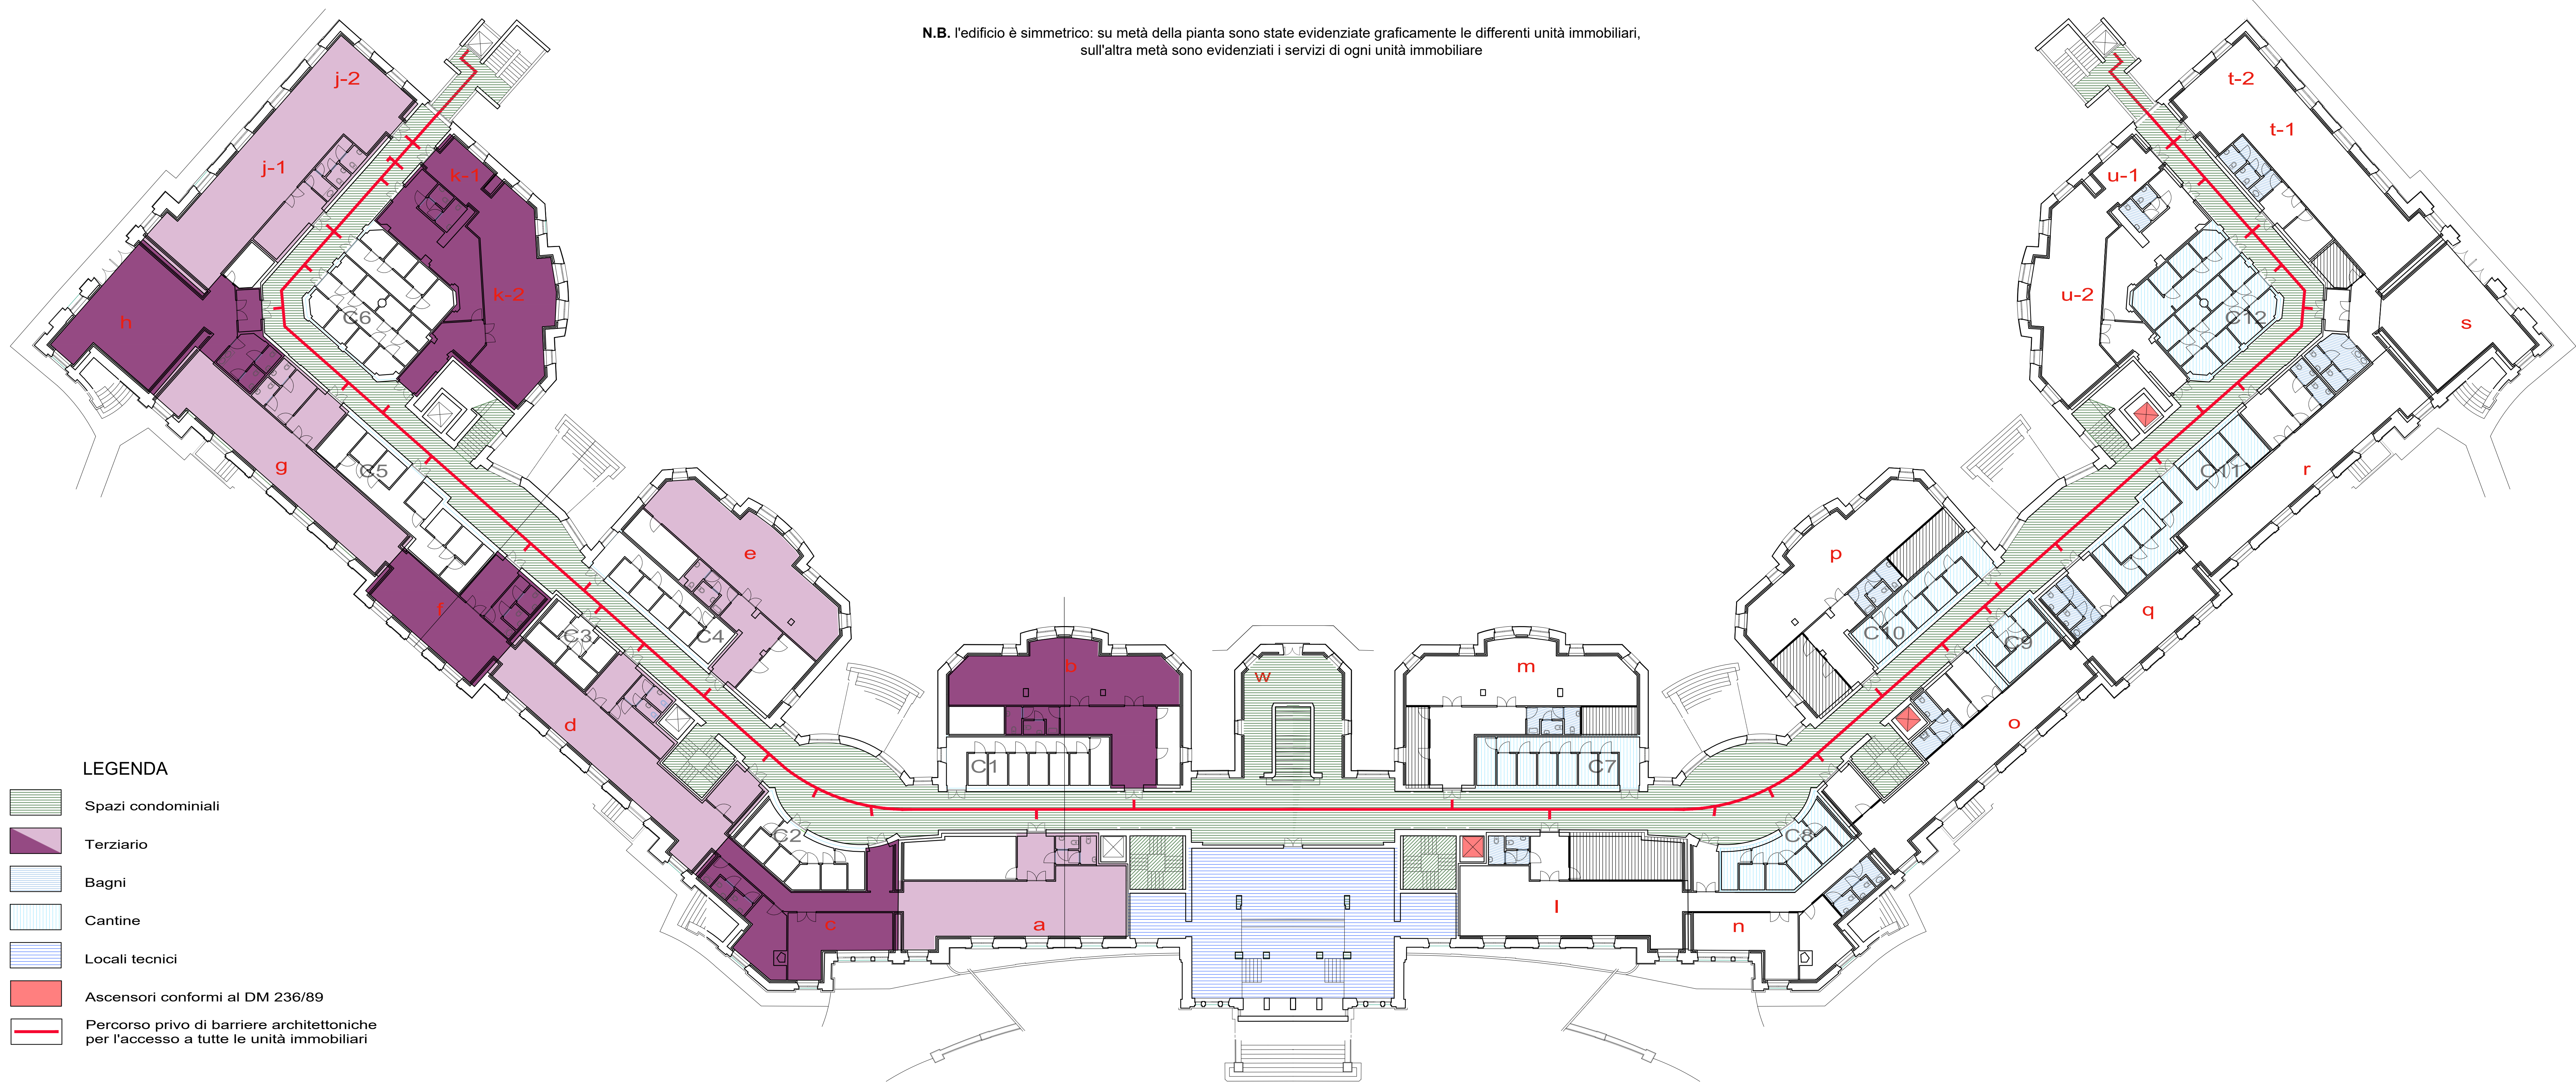 N.B. l'edificio è simmetrico: su metà della pianta sono state evidenziate graficamente le differenti unità immobiliari,
sull'altra metà sono evidenziati i servizi di ogni unità immobiliare
j-2
t-2
t-1
j-1
k-1
u-1
k-2
u-2
h
C6
C12
s
g
C5
C11
r
e
p
f
C3
C4
C10
C9
q
b
w
m
d
o
C1
C7
C2
C8
c
a
l
n
LEGENDA
Spazi condominiali
Terziario
Bagni
Cantine
Locali tecnici
Ascensori conformi al DM 236/89
Percorso privo di barriere architettoniche
per l'accesso a tutte le unità immobiliari